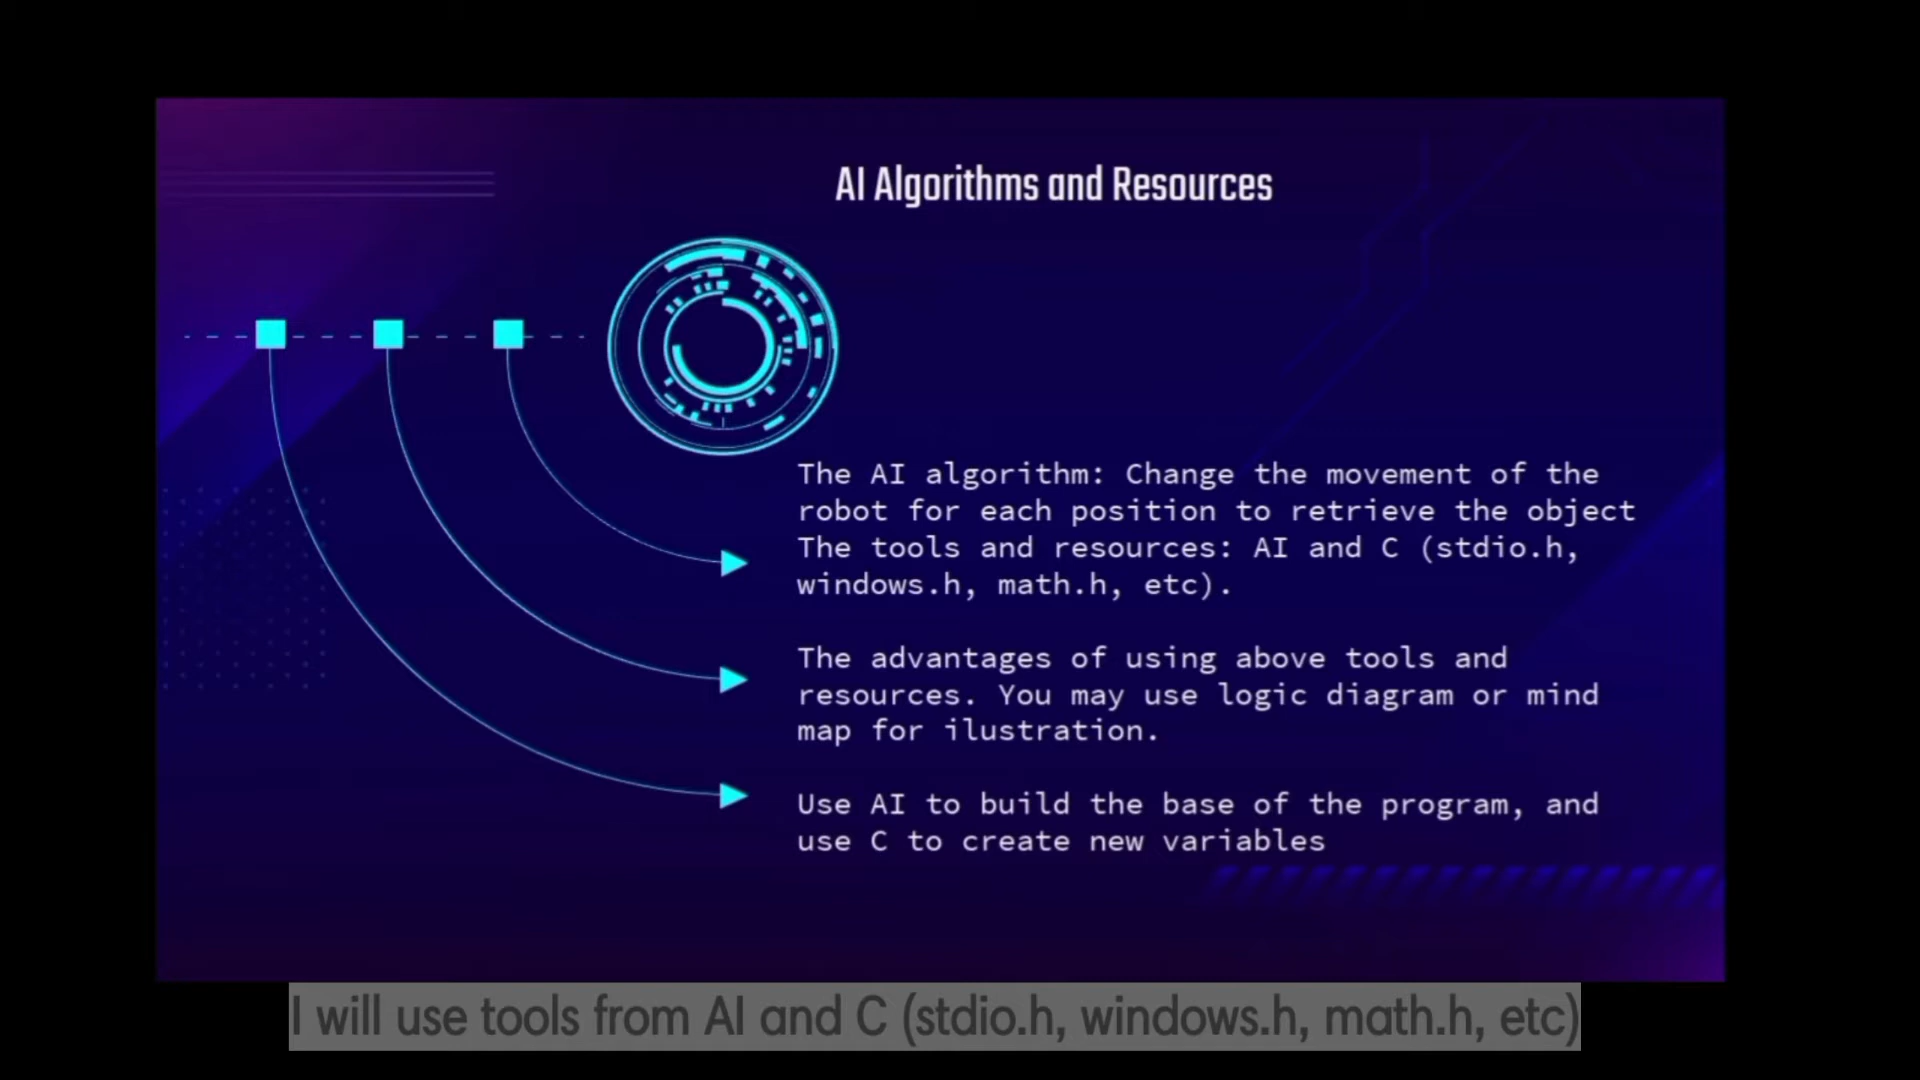 AI Algorithms and Resources
The AI algorithm: Change the movement of the
robot for each position to retrieve the object
The tools and resources: AI and C (stdio.h,
windows.h, math.h, etc).
The advantages of using above tools and
resources. You may use logic diagram or mind
map for ilustration.
Use AI to build the base of the program, and
use C to create new variables
I will use tools from AI and C (stdio.h, windows.h, math.h, etc)